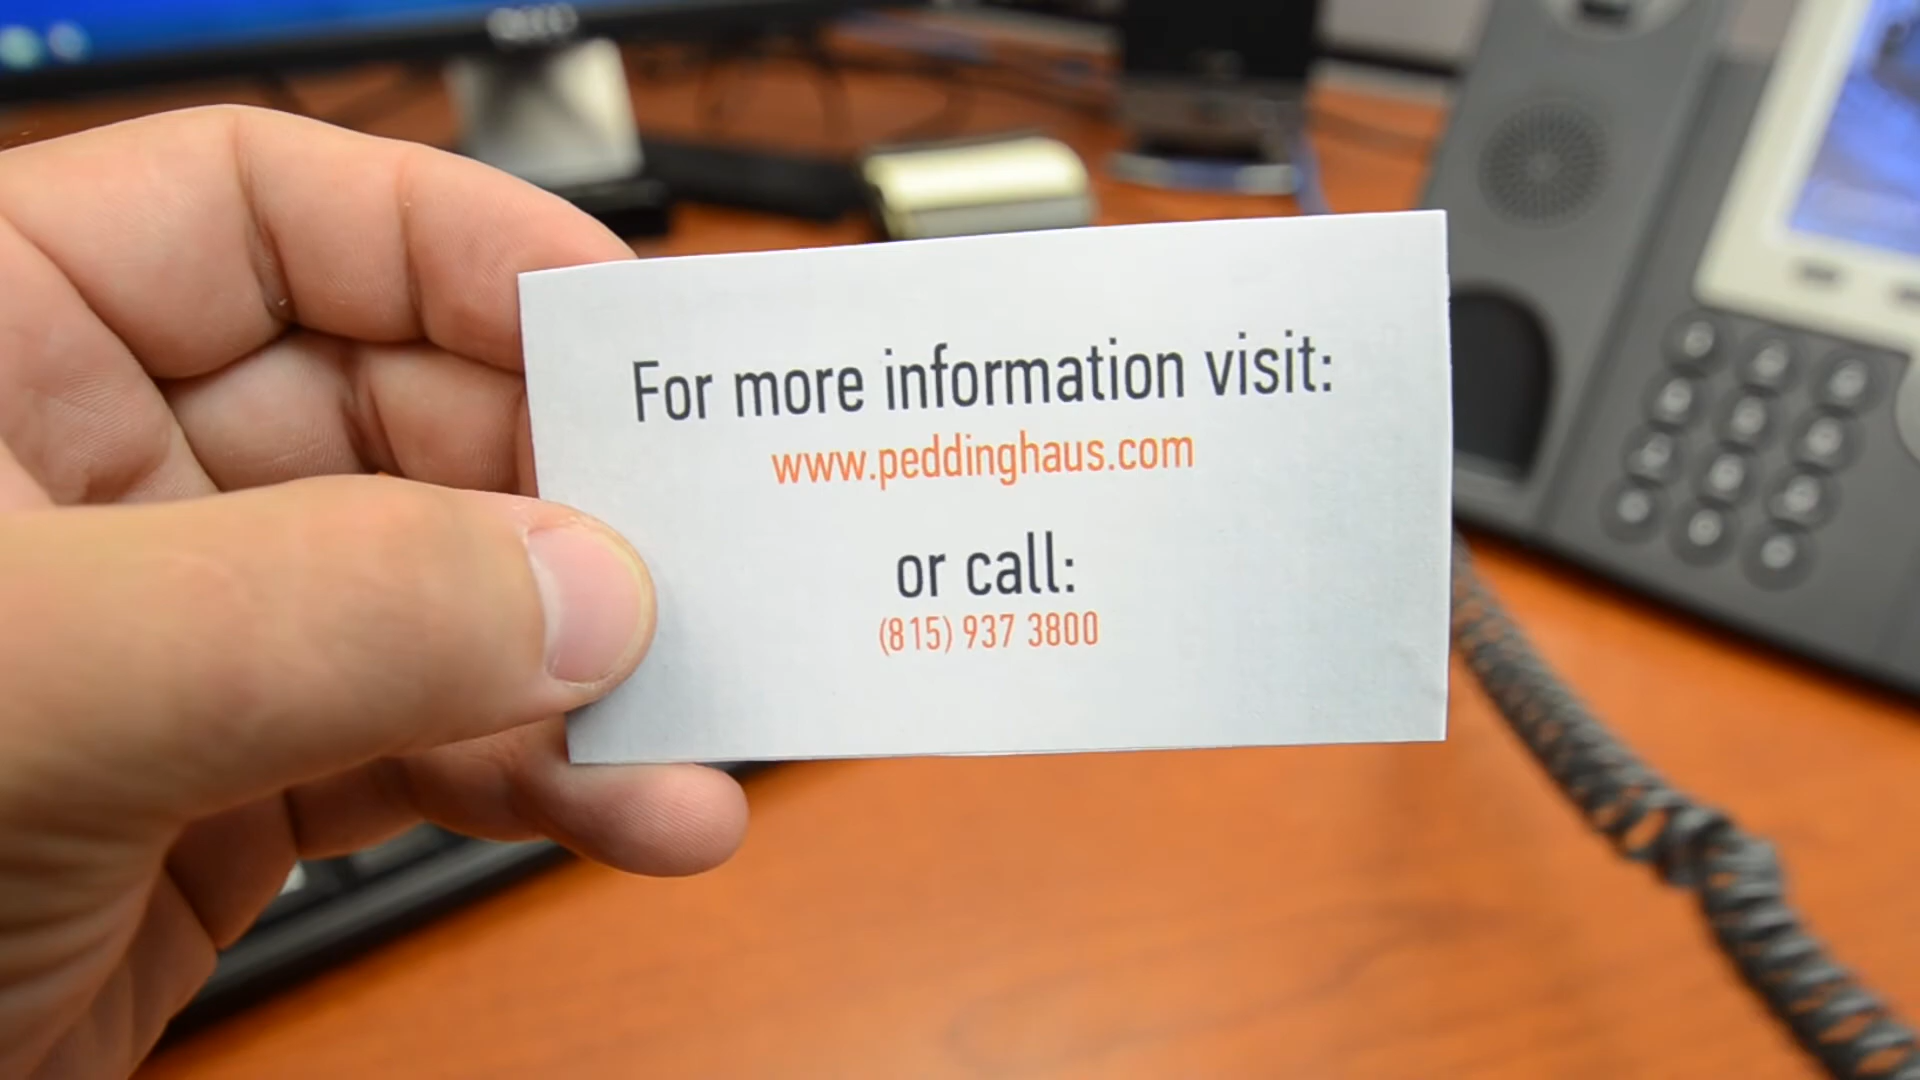 For more information visit:
www.peddinghaus.com
or call:
(815) 937 3800